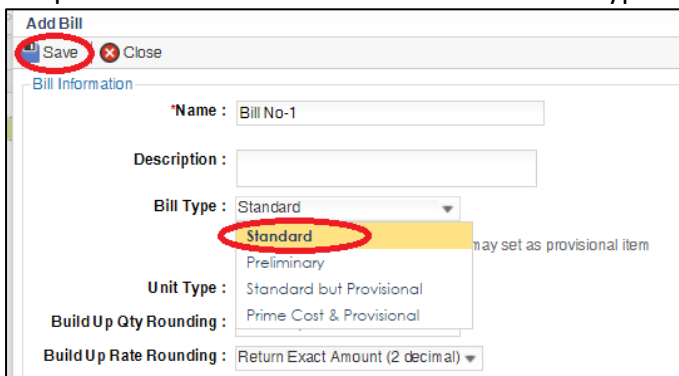 Add Bill
Save Close
Bill Information
*Name : Bill No-1
Description :
Bill Type : Standard
Standard
may set as provisional item
Preliminary
Unit Type : Standard but Provisional
Build Up Qty Rounding : Prime Cost & Provisional
Build Up Rate Rounding : Return Exact Amount (2 decimal)